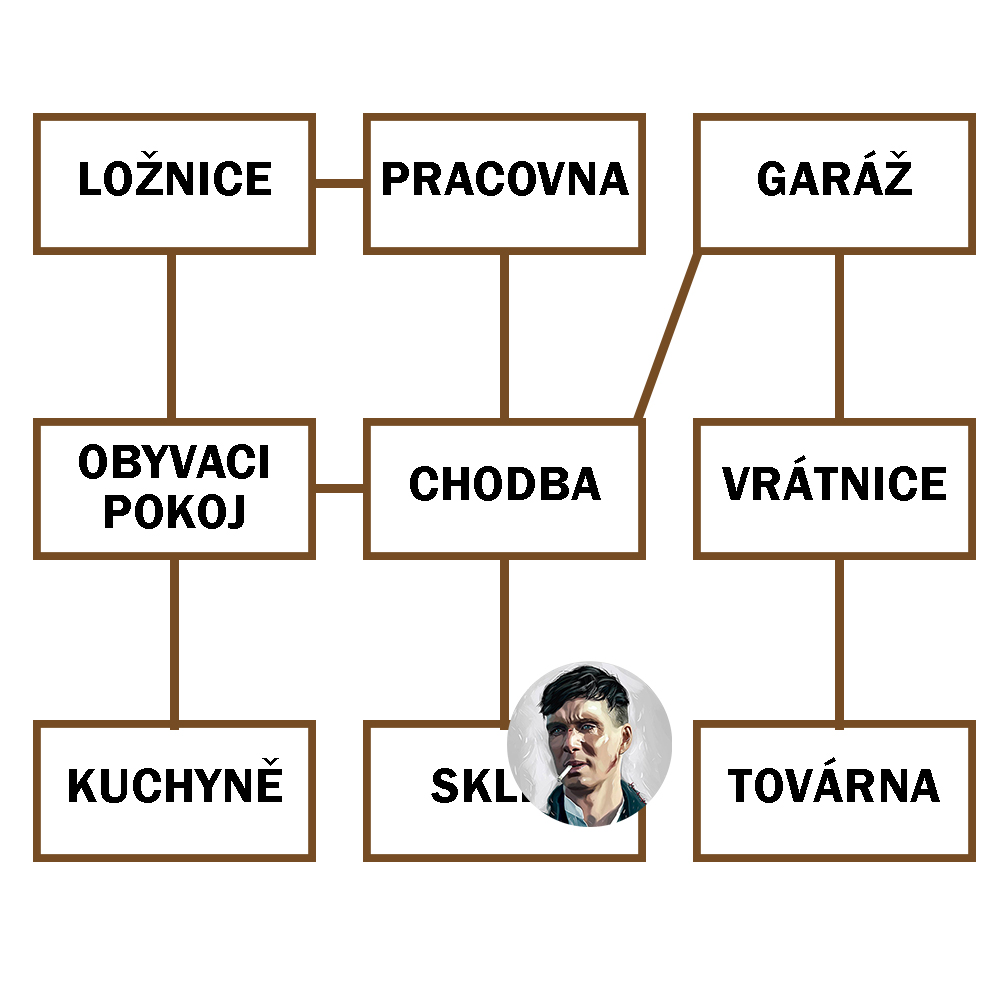 LOŽNICE
PRACOVNA
GARÁŽ
OBYVACI
POKOJ
CHODBA
VRÁTNICE
KUCHYNĚ
TOVÁRNA